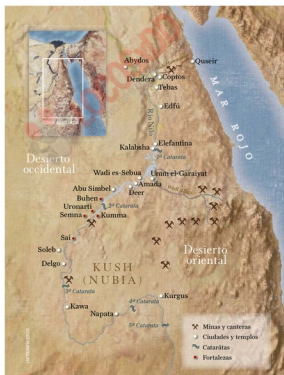 Abydos
Quseir
Dendera
Coptos
Tebas
Río Nilo
Edfú
MAR ROJO
Kalabsha
Elefantina
1ª Catarata
Desierto
occidental
Wadi es-Sebua
Umm el-Garaiyat
Abu Simbel
Amada
Deer
Buhen
Uronarti
2ª Catarata
Semna
Kumma
Sai
Desierto
oriental
Soleb
Delgo
KUSH
(NUBIA)
3ª Catarata
Kawa
Kurgus
4ª Catarata
Napata
5ª Catarata
Minas y canteras
Ciudades y templos
Cataratas
Fortalezas